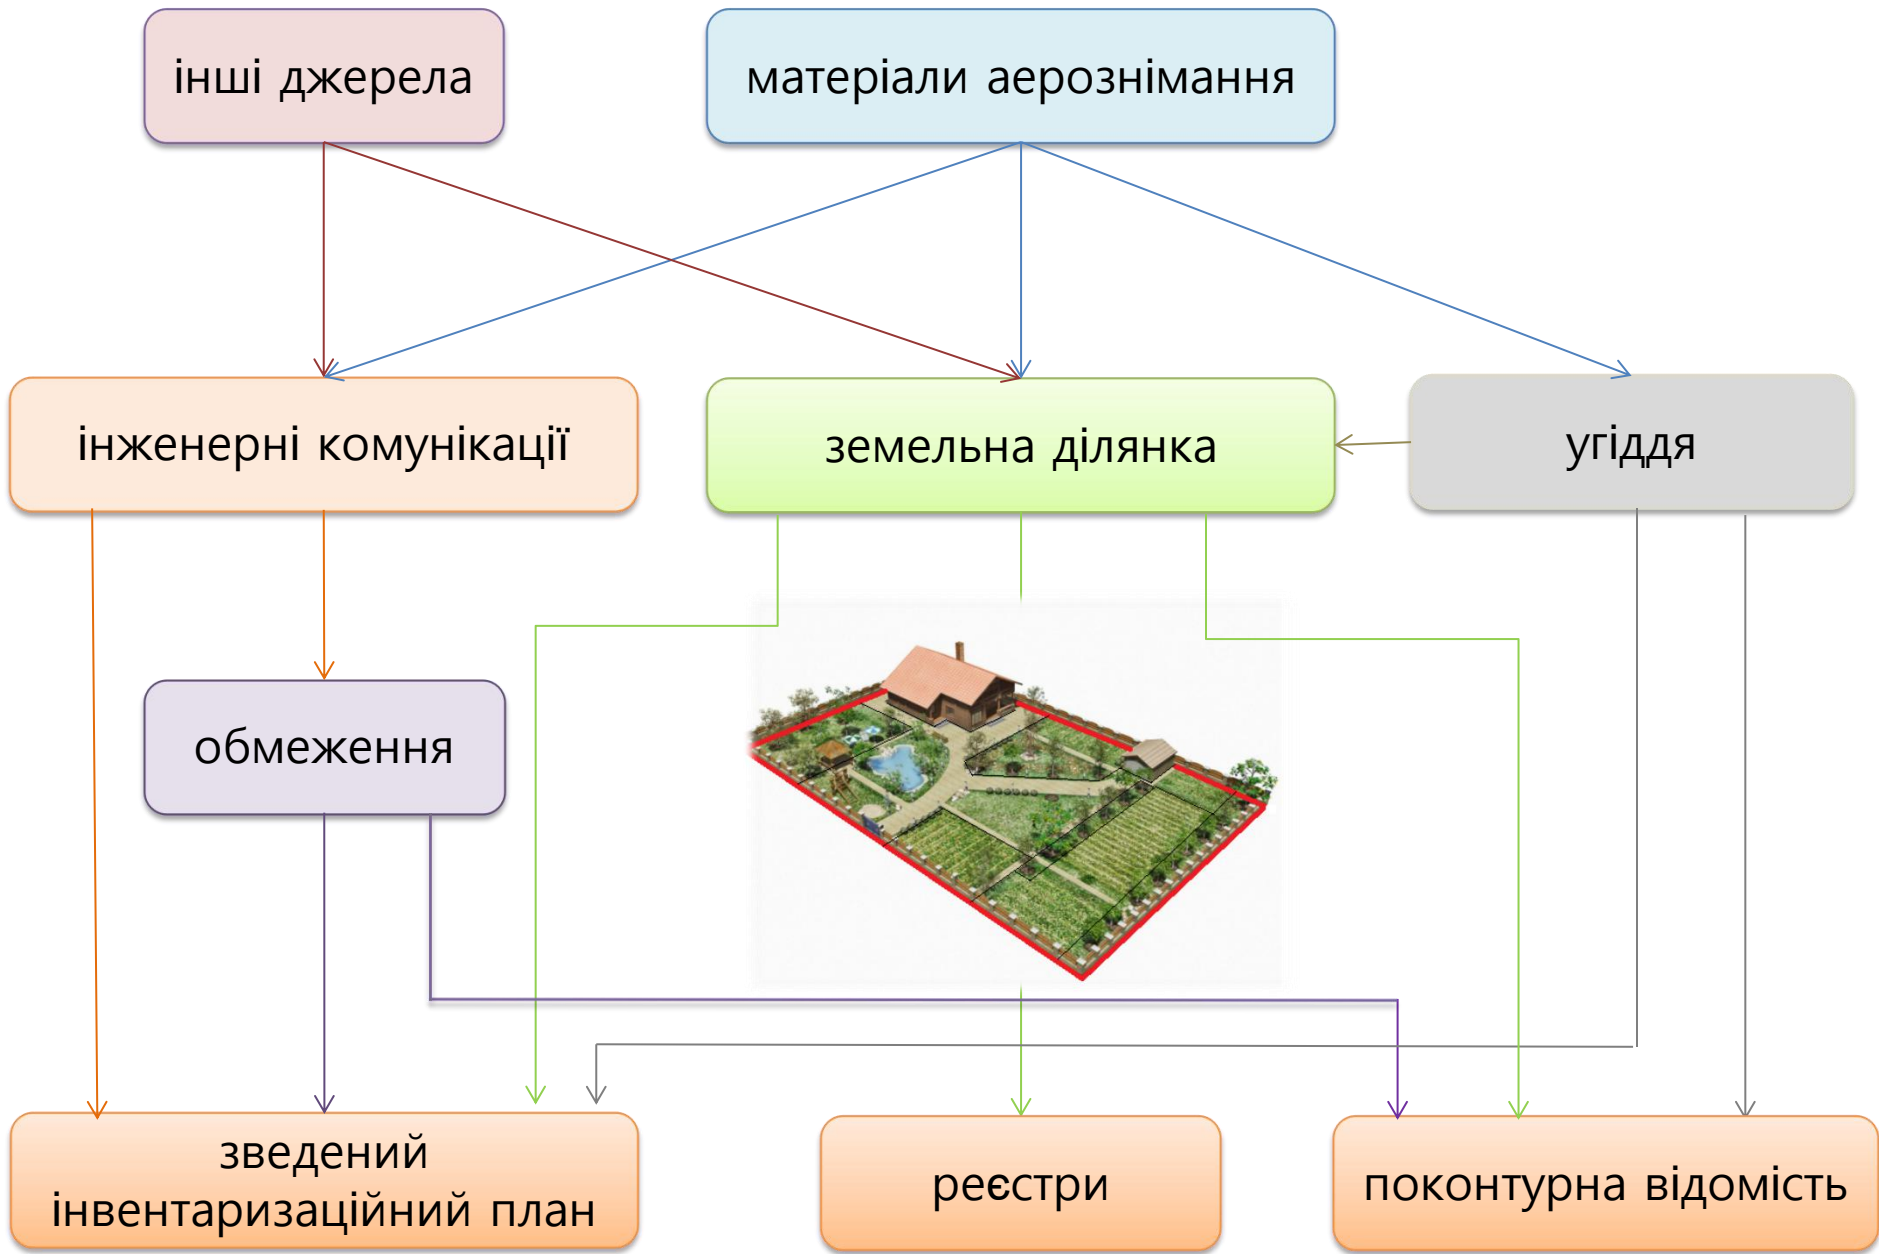 інші джерела
матеріали аерознімання
інженерні комунікації
земельна ділянка
угіддя
обмеження
зведений
інвентаризаційний план
реєстри
поконтурна відомість